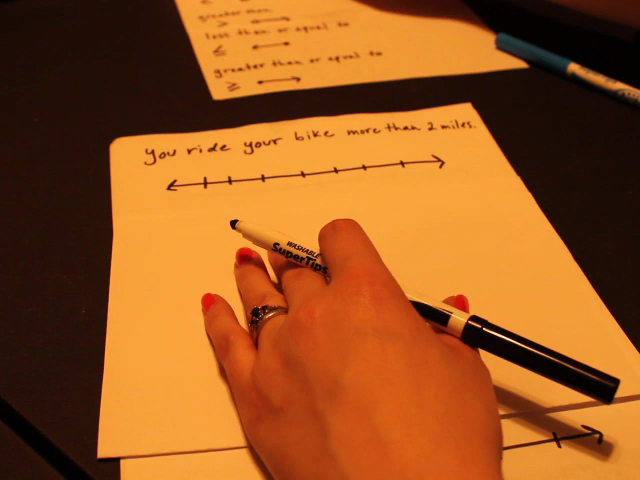 greater than
>
less than or equal to
≤
greater than or equal to
≥
you ride your bike more than 2 miles.
WASHABLE
SuperTips